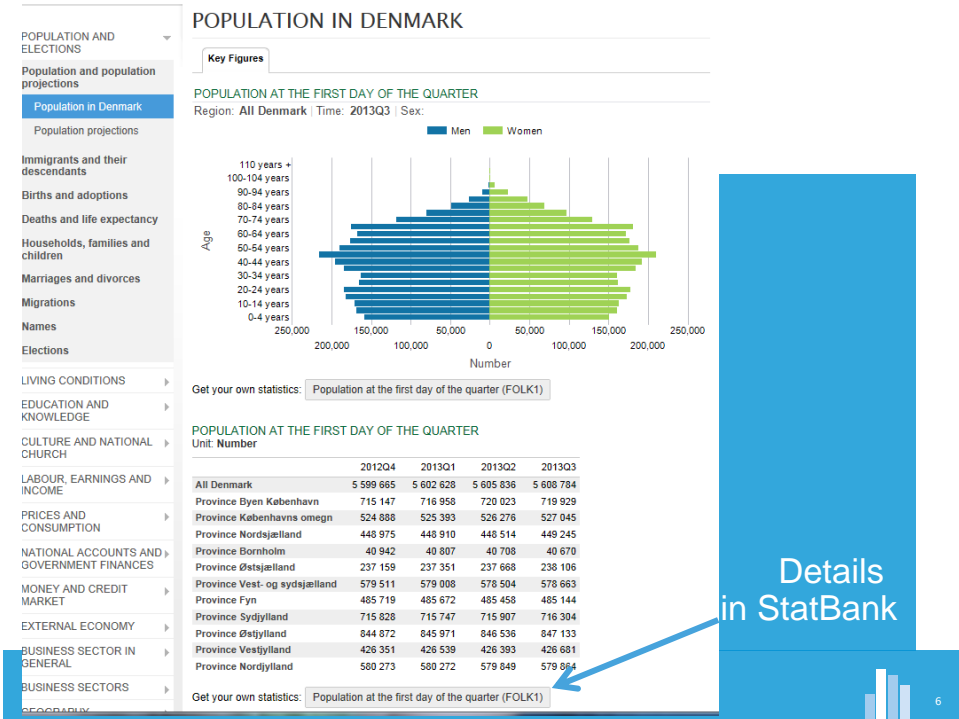 POPULATION IN DENMARK
POPULATION AND
ELECTIONS
Population and population
projections
Population in Denmark
Population projections
Immigrants and their
descendants
Births and adoptions
Deaths and life expectancy
Households, families and
children
Marriages and divorces
Migrations
Names
Elections
LIVING CONDITIONS
EDUCATION AND
KNOWLEDGE
CULTURE AND NATIONAL
CHURCH
LABOUR, EARNINGS AND
INCOME
PRICES AND
CONSUMPTION
NATIONAL ACCOUNTS AND
GOVERNMENT FINANCES
MONEY AND CREDIT
MARKET
EXTERNAL ECONOMY
BUSINESS SECTOR IN
GENERAL
BUSINESS SECTORS
GEOGRAPHY
Key Figures
POPULATION AT THE FIRST DAY OF THE QUARTER
Region: All Denmark | Time: 2013Q3 | Sex:
Men Women
110 years +
100-104 years
90-94 years
80-84 years
70-74 years
60-64 years
50-54 years
40-44 years
30-34 years
20-24 years
10-14 years
0-4 years
Age
250,000 150,000 50,000 50,000 150,000 250,000
200,000 100,000 0 100,000 200,000
Number
Get your own statistics: Population at the first day of the quarter (FOLK1)
POPULATION AT THE FIRST DAY OF THE QUARTER
Unit: Number
2012Q4 2013Q1 2013Q2 2013Q3
All Denmark 5 599 665 5 602 628 5 605 836 5 608 784
Province Byen København 715 147 716 958 720 023 719 929
Province Københavns omegn 524 888 525 393 526 276 527 045
Province Nordsjælland 448 975 448 910 448 514 449 245
Province Bornholm 40 942 40 807 40 708 40 670
Province Østsjælland 237 159 237 351 237 668 238 106
Province Vest- og sydsjælland 579 511 579 008 578 504 578 663
Province Fyn 485 719 485 672 485 458 485 144
Province Sydjylland 715 828 715 747 715 907 716 304
Province Østjylland 844 872 845 971 846 536 847 133
Province Vestjylland 426 351 426 539 426 393 426 681
Province Nordjylland 580 273 580 272 579 849 579 864
Get your own statistics: Population at the first day of the quarter (FOLK1)
Details
in StatBank
6